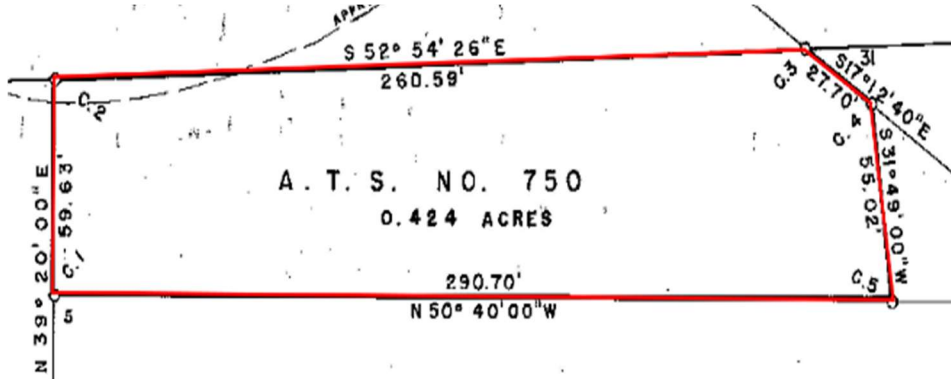 S 52° 54' 26" E
260.59'
31
S17°12'40"E
27.70'
C.3
C.2
&
C.
S 31° 49' 00" W
55.02'
A. T. S. NO. 750
0.424 ACRES
N 39° 20' 00" E
59.63'
C.1
290.70'
C.5
N 50° 40' 00" W
5